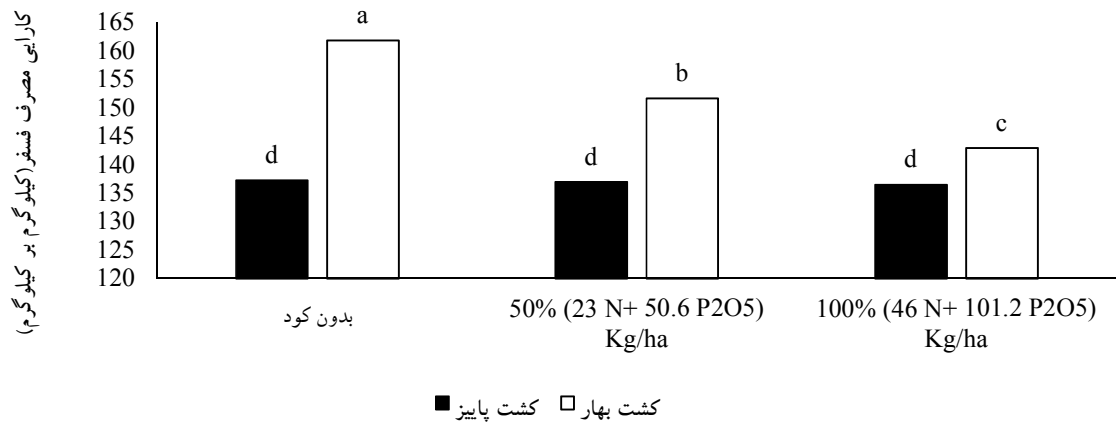 کارایی مصرف فسفر(کیلوگرم بر کیلوگرم)
165
160
155
150
145
140
135
130
125
120
a
b
c
d
d
d
بدون کود
50% (23 N+ 50.6 P2O5)
Kg/ha
100% (46 N+ 101.2 P2O5)
Kg/ha
کشت پاییز
کشت بهار